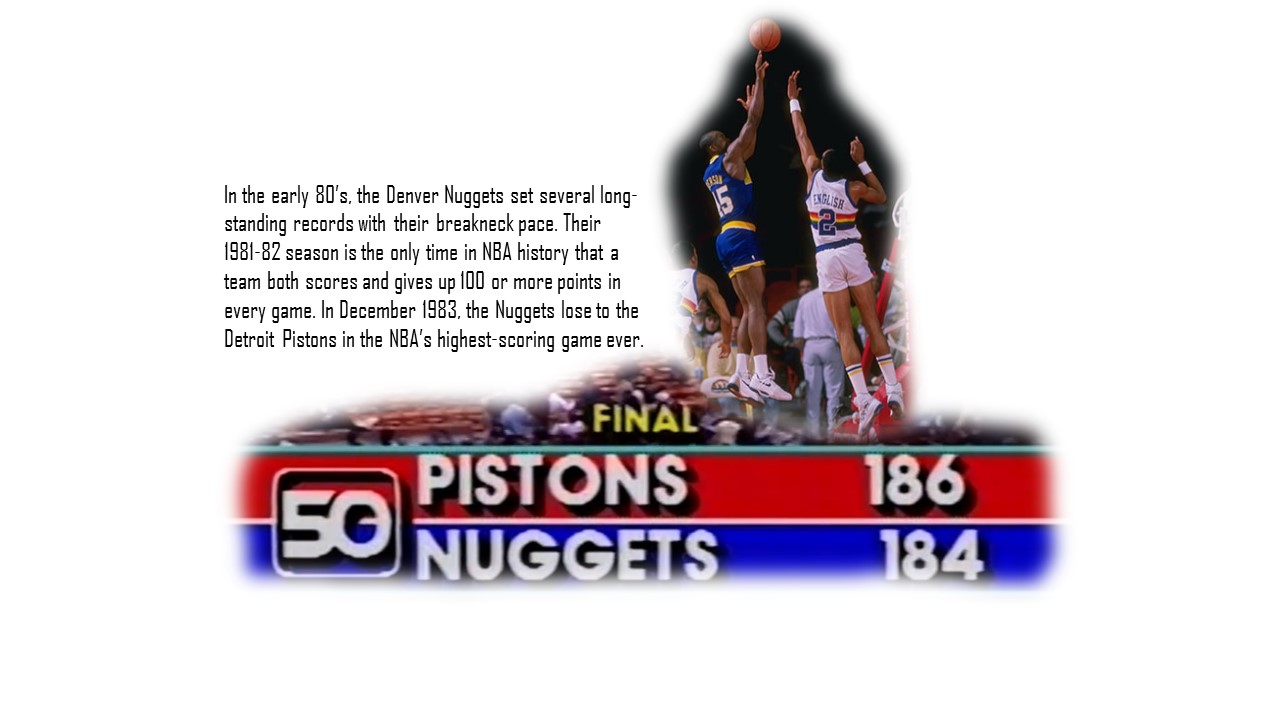 In the early 80's, the Denver Nuggets set several long-
standing records with their breakneck pace. Their
1981-82 season is the only time in NBA history that a
team both scores and gives up 100 or more points in
every game. In December 1983, the Nuggets lose to the
Detroit Pistons in the NBA's highest-scoring game ever.
15
ENGLISH
2
FINAL
PISTONS 186
50
NUGGETS 184